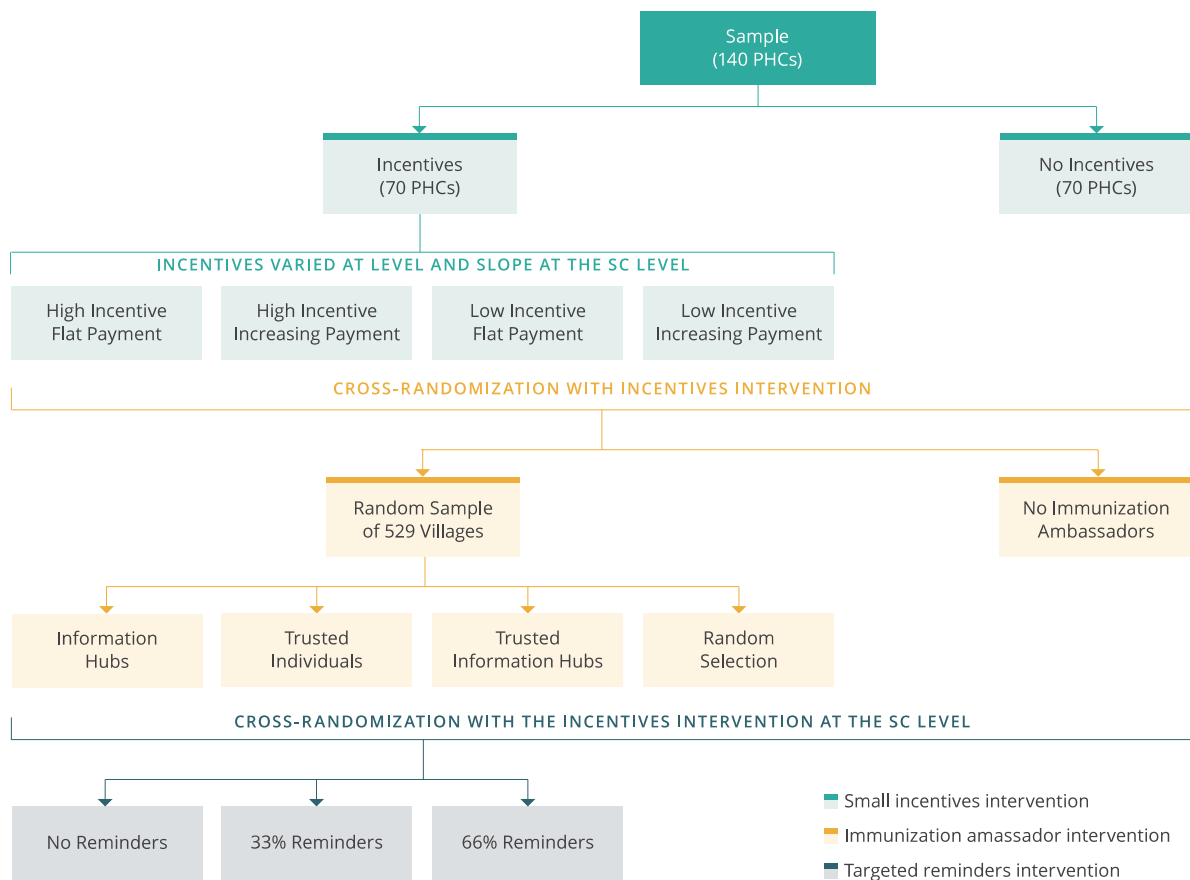 Sample
(140 PHCs)
Incentives
(70 PHCs)
No Incentives
(70 PHCs)
INCENTIVES VARIED AT LEVEL AND SLOPE AT THE SC LEVEL
High Incentive
Flat Payment
High Incentive
Increasing Payment
Low Incentive
Flat Payment
Low Incentive
Increasing Payment
CROSS-RANDOMIZATION WITH INCENTIVES INTERVENTION
Random Sample
of 529 Villages
No Immunization
Ambassadors
Information
Hubs
Trusted
Individuals
Trusted
Information Hubs
Random
Selection
CROSS-RANDOMIZATION WITH THE INCENTIVES INTERVENTION AT THE SC LEVEL
No Reminders
33% Reminders
66% Reminders
Small incentives intervention
Immunization amassador intervention
Targeted reminders intervention